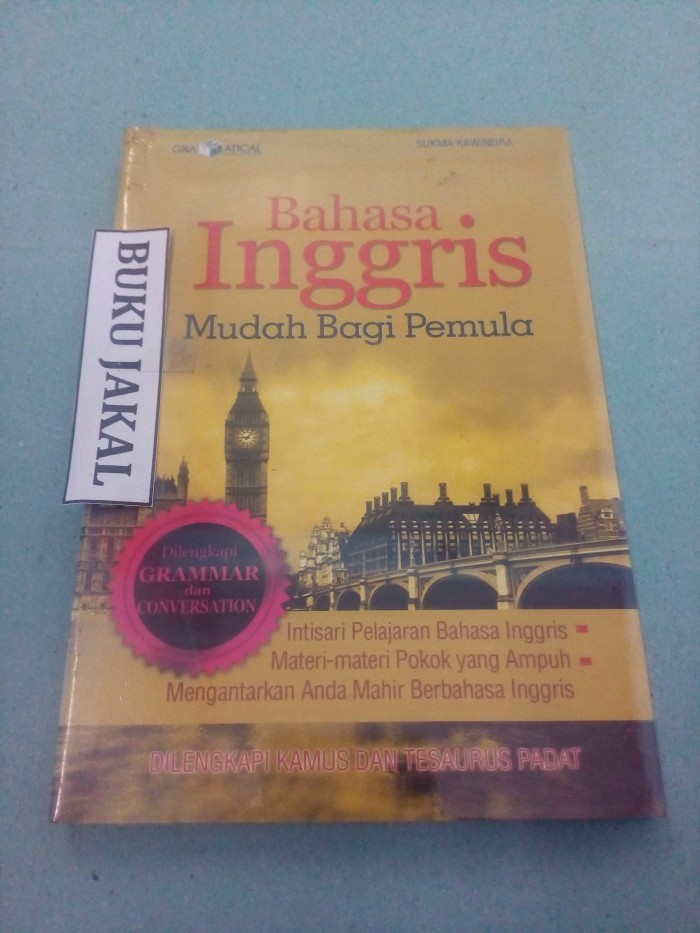 SUKMA KAWINDRA
Bahasa
Inggris
Mudah Bagi Pemula
BUKU JAKAL
Dilengkapi
GRAMMAR
dan
CONVERSATION
Intisari Pelajaran Bahasa Inggris
Materi-materi Pokok yang Ampuh
Mengantarkan Anda Mahir Berbahasa Inggris
DILENGKAPI KAMUS DAN TESAURUS PADAT